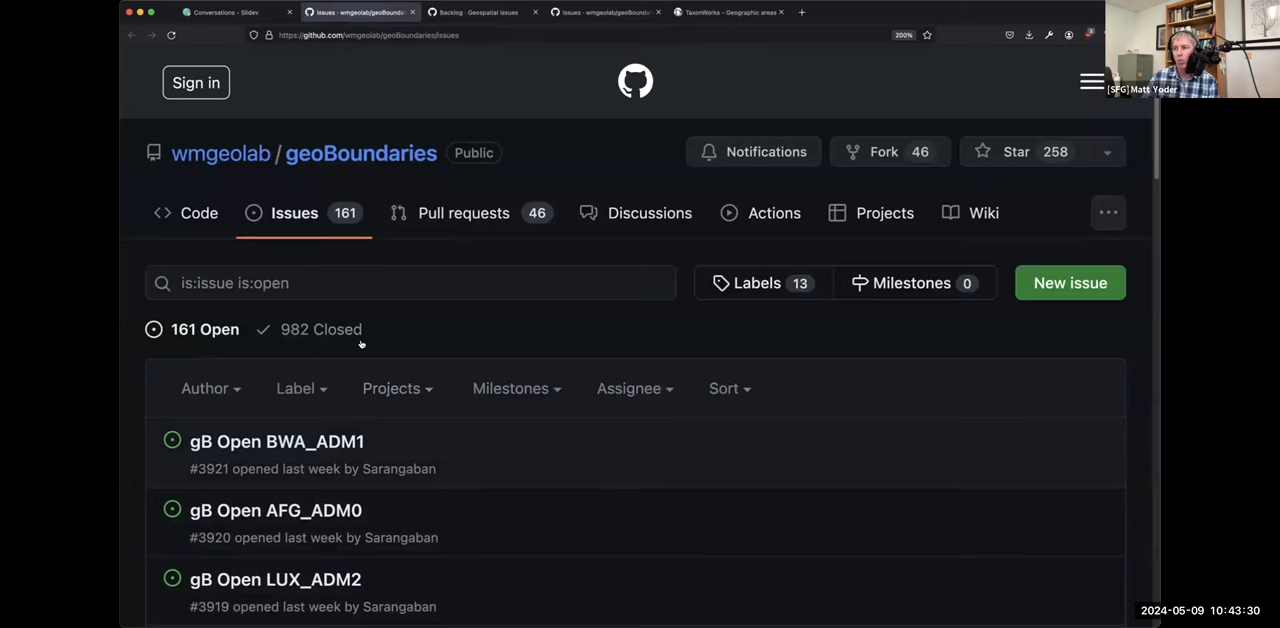 Conversations - Slidev
Issues · wmgeolab/geoBoundar
Backlog · Geospatial Issues
Issues · wmgeolab/geoBoundar
TaxonWorks - Geographic areas
https://github.com/wmgeolab/geoBoundaries/issues
200%
[SFG] Matt Yoder
Sign in
wmgeolab / geoBoundaries Public
Notifications
Fork 46
Star 258
Code
Issues 161
Pull requests 46
Discussions
Actions
Projects
Wiki
is:issue is:open
Labels 13
Milestones 0
New issue
161 Open
982 Closed
Author
Label
Projects
Milestones
Assignee
Sort
gB Open BWA_ADM1
#3921 opened last week by Sarangaban
gB Open AFG_ADM0
#3920 opened last week by Sarangaban
gB Open LUX_ADM2
#3919 opened last week by Sarangaban
2024-05-09 10:43:30